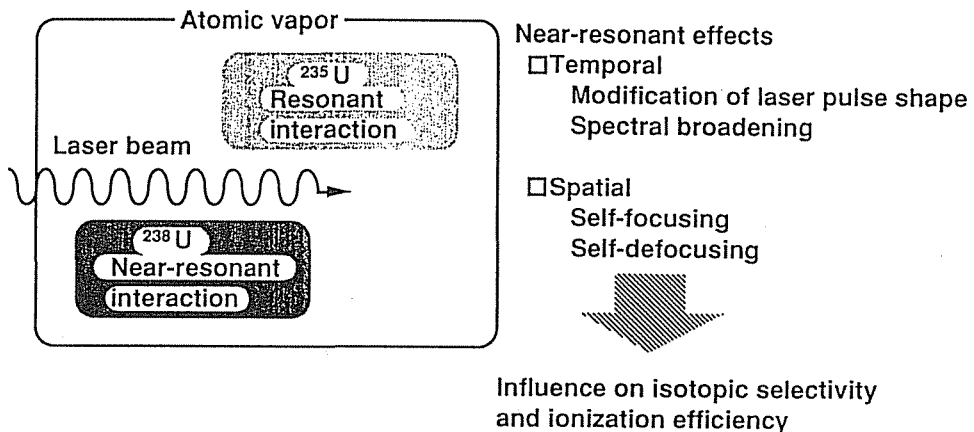 Atomic vapor
²³⁵U
Resonant
interaction
Laser beam
²³⁸U
Near-resonant
interaction
Near-resonant effects
□Temporal
Modification of laser pulse shape
Spectral broadening
□Spatial
Self-focusing
Self-defocusing
Influence on isotopic selectivity
and ionization efficiency